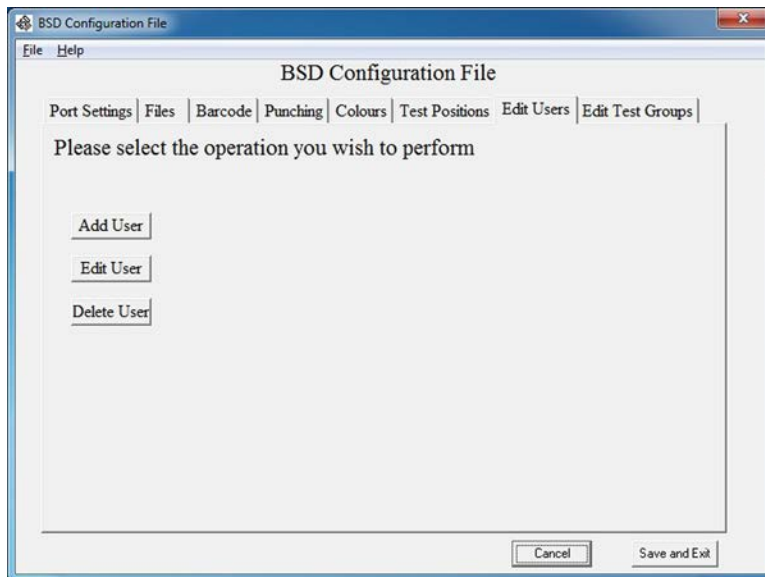 BSD Configuration File
File Help
BSD Configuration File
Port Settings Files Barcode Punching Colours Test Positions Edit Users Edit Test Groups
Please select the operation you wish to perform
Add User
Edit User
Delete User
Cancel Save and Exit